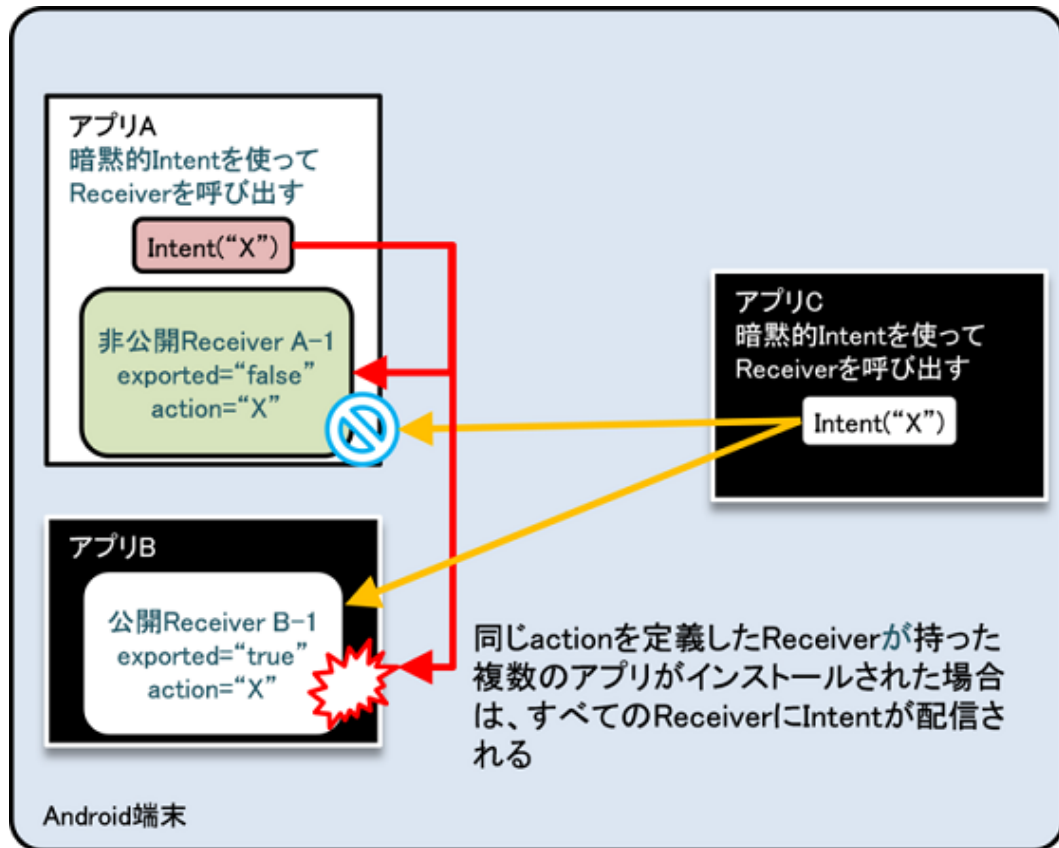 アプリA
暗黙的Intentを使って
Receiverを呼び出す
Intent(“X”)
非公開Receiver A-1
exported=“false”
action=“X”
アプリC
暗黙的Intentを使って
Receiverを呼び出す
Intent(“X”)
アプリB
公開Receiver B-1
exported=“true”
action=“X”
同じactionを定義したReceiverが持った
複数のアプリがインストールされた場合
は、すべてのReceiverにIntentが配信さ
れる
Android端末